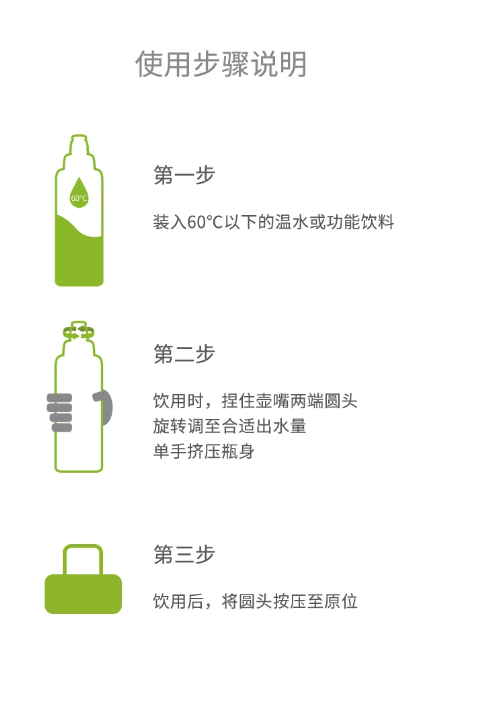 使用步骤说明
第一步
60℃
装入60℃以下的温水或功能饮料
第二步
饮用时，捏住壶嘴两端圆头
旋转调至合适出水量
单手挤压瓶身
第三步
饮用后，将圆头按压至原位